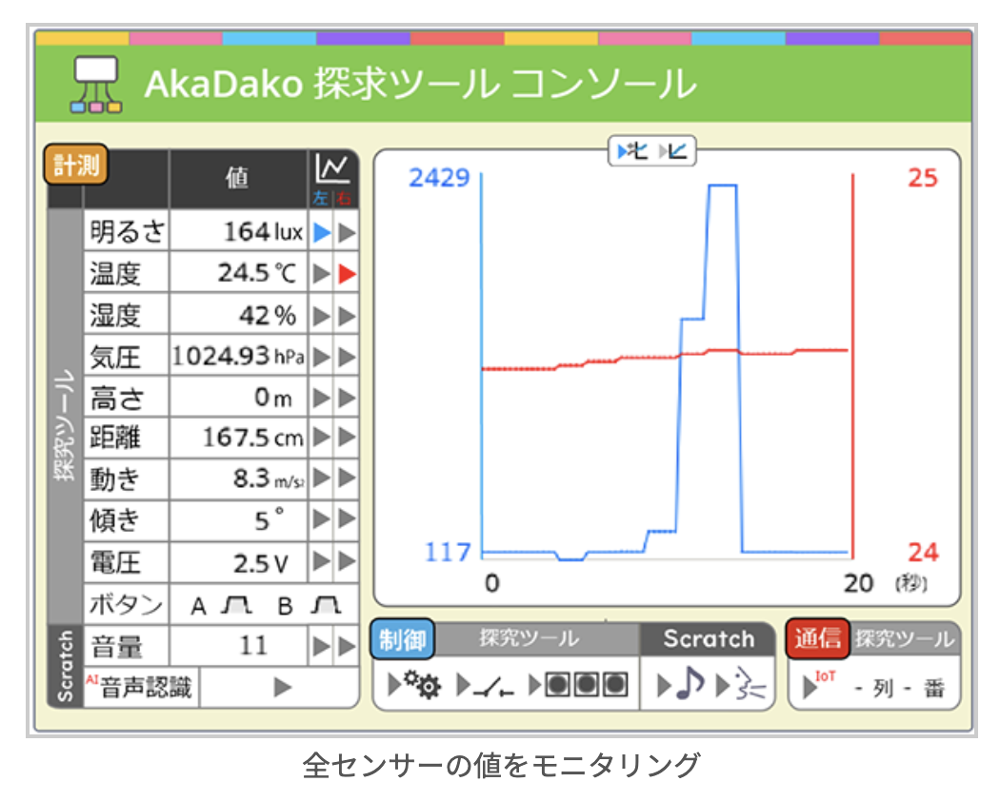 AkaDako 探求ツール コンソール
計測
値
左 右
明るさ 164 lux
温度 24.5 ℃
湿度 42 %
気圧 1024.93 hPa
高さ 0 m
距離 167.5 cm
動き 8.3 m/s²
傾き 5 °
電圧 2.5 V
ボタン A B
音量 11
AI音声認識
探究ツール
Scratch
2429
25
117
24
0
20 (秒)
制御 探究ツール Scratch
通信 探究ツール
IoT - 列 - 番
全センサーの値をモニタリング